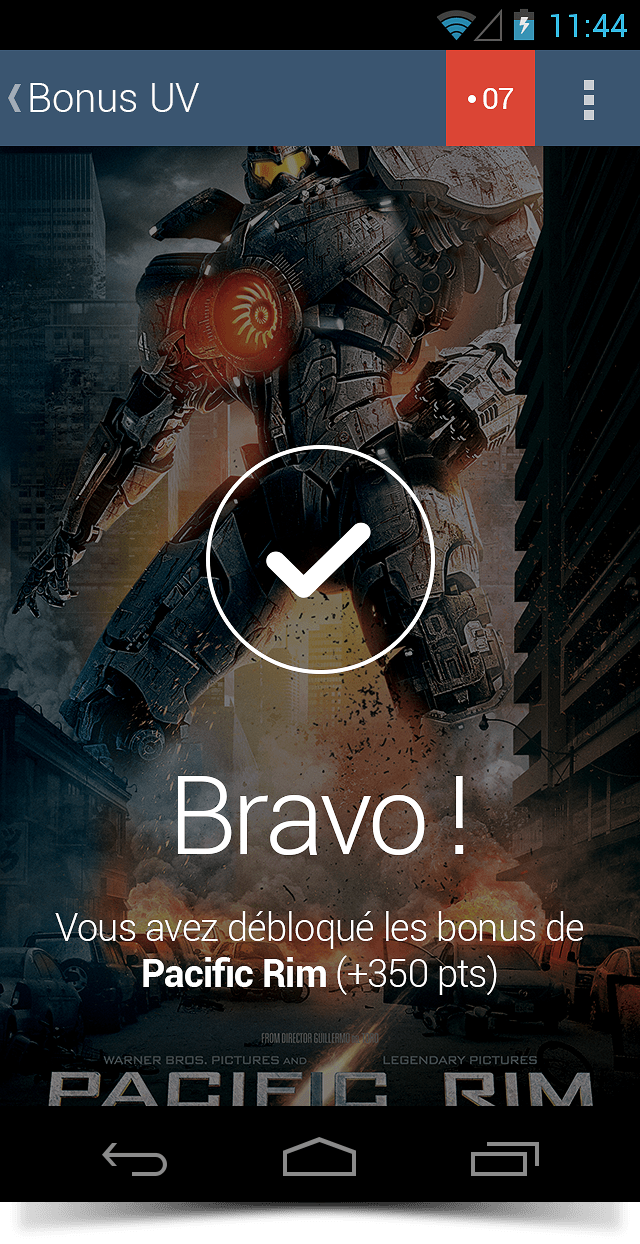 11:44
Bonus UV
• 07
Bravo !
Vous avez débloqué les bonus de
Pacific Rim (+350 pts)
FROM DIRECTOR GUILLERMO
WARNER BROS. PICTURES AND LEGENDARY PICTURES
PACIFIC RIM